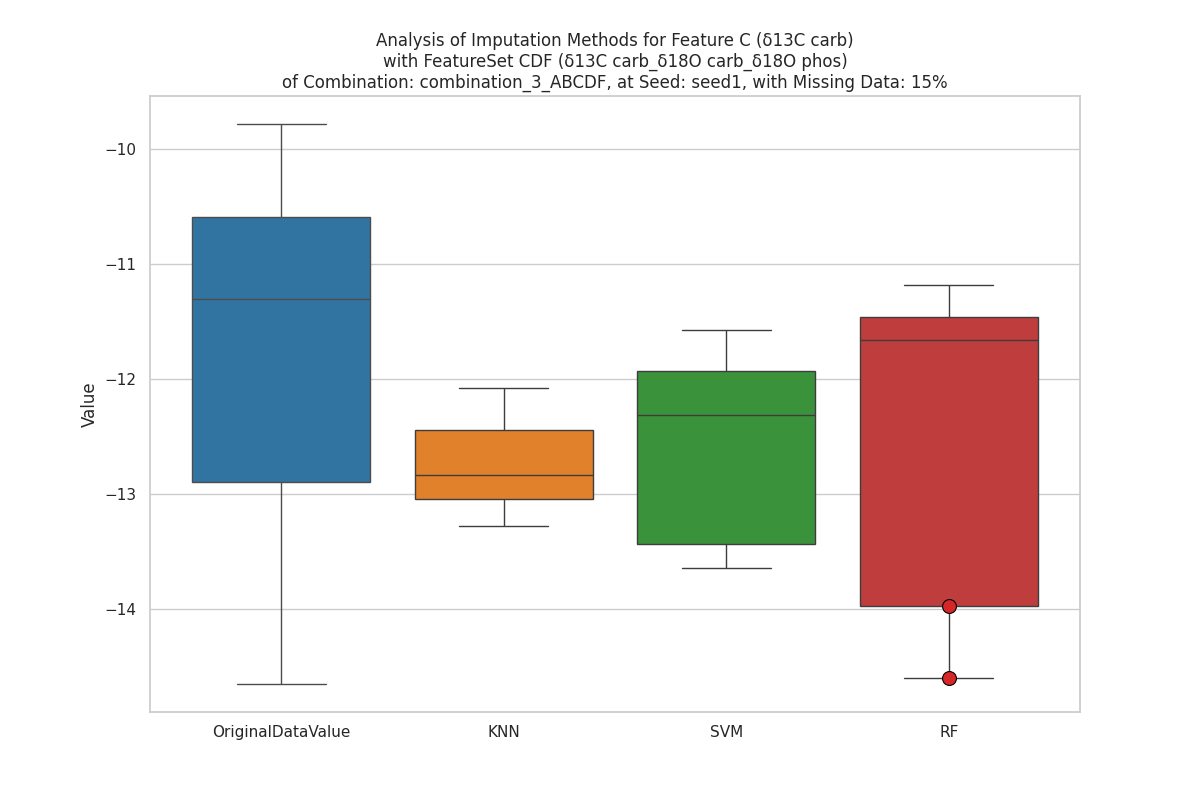 Analysis of Imputation Methods for Feature C (δ13C carb)
with FeatureSet CDF (δ13C carb_δ18O carb_δ18O phos)
of Combination: combination_3_ABCDF, at Seed: seed1, with Missing Data: 15%
−10
−11
−12
−13
−14
Value
OriginalDataValue
KNN
SVM
RF